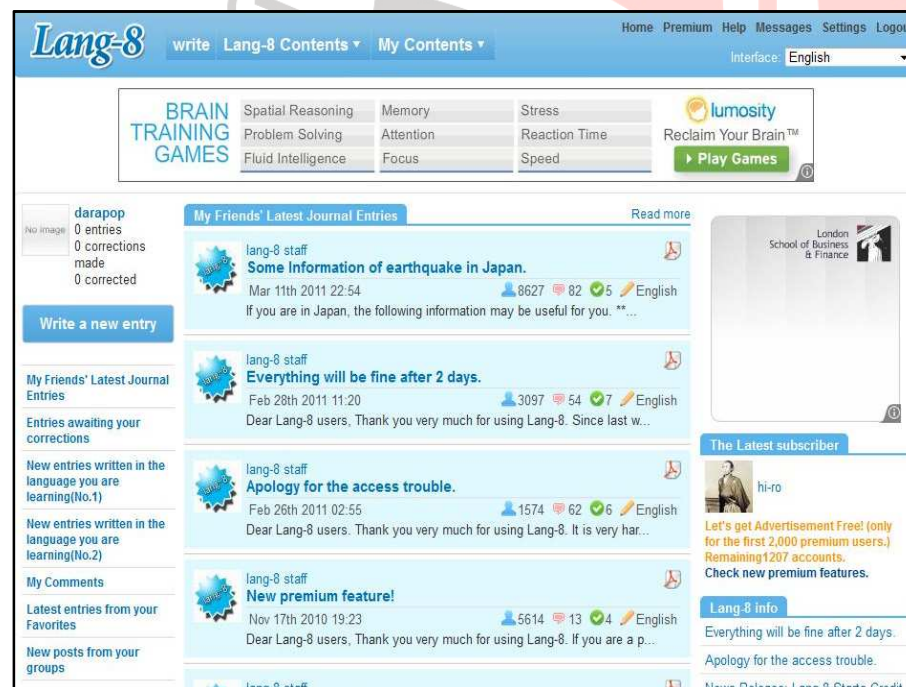 Lang-8
write Lang-8 Contents ▾ My Contents ▾
Home Premium Help Messages Settings Logou
Interface: English
BRAIN
TRAINING
GAMES
Spatial Reasoning Memory Stress
Problem Solving Attention Reaction Time
Fluid Intelligence Focus Speed
lumosity
Reclaim Your Brain™
Play Games
No image
darapop
0 entries
0 corrections
made
0 corrected
Write a new entry
My Friends' Latest Journal
Entries
Entries awaiting your
corrections
New entries written in the
language you are
learning(No.1)
New entries written in the
language you are
learning(No.2)
My Comments
Latest entries from your
Favorites
New posts from your
groups
My Friends' Latest Journal Entries
Read more
lang-8 staff
Some Information of earthquake in Japan.
Mar 11th 2011 22:54 8627 82 5 English
If you are in Japan, the following information may be useful for you. **...
lang-8 staff
Everything will be fine after 2 days.
Feb 28th 2011 11:20 3097 54 7 English
Dear Lang-8 users, Thank you very much for using Lang-8. Since last w...
lang-8 staff
Apology for the access trouble.
Feb 26th 2011 02:55 1574 62 6 English
Dear Lang-8 users. Thank you very much for using Lang-8. It is very har...
lang-8 staff
New premium feature!
Nov 17th 2010 19:23 5614 13 4 English
Dear Lang-8 users, Thank you very much for using Lang-8. If you are a p...
lang-8 staff
London
School of Business
& Finance
The Latest subscriber
hi-ro
Let's get Advertisement Free! (only
for the first 2,000 premium users.)
Remaining1207 accounts.
Check new premium features.
Lang-8 info
Everything will be fine after 2 days.
Apology for the access trouble.
News Release: Lang-8 Starts Credit